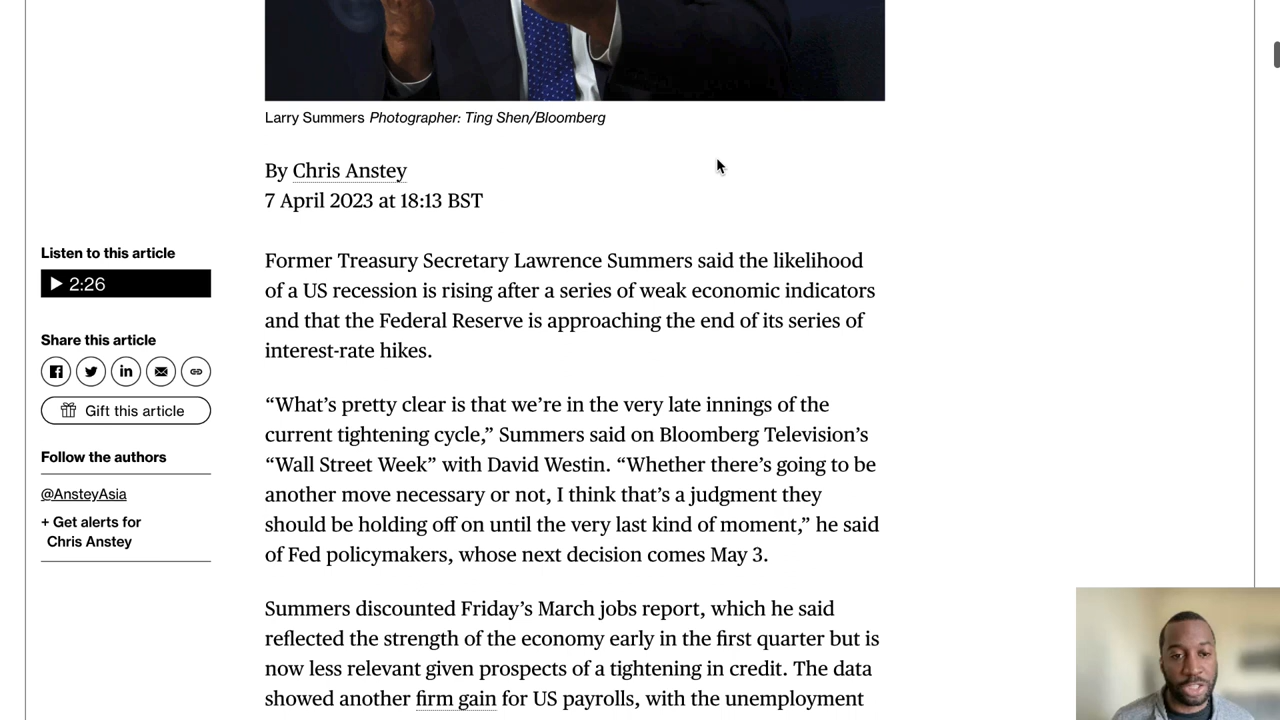 Larry Summers Photographer: Ting Shen/Bloomberg
By Chris Anstey
7 April 2023 at 18:13 BST
Listen to this article
2:26
Share this article
Gift this article
Follow the authors
@AnsteyAsia
+ Get alerts for
Chris Anstey
Former Treasury Secretary Lawrence Summers said the likelihood
of a US recession is rising after a series of weak economic indicators
and that the Federal Reserve is approaching the end of its series of
interest-rate hikes.
“What’s pretty clear is that we’re in the very late innings of the
current tightening cycle,” Summers said on Bloomberg Television’s
“Wall Street Week” with David Westin. “Whether there’s going to be
another move necessary or not, I think that’s a judgment they
should be holding off on until the very last kind of moment,” he said
of Fed policymakers, whose next decision comes May 3.
Summers discounted Friday’s March jobs report, which he said
reflected the strength of the economy early in the first quarter but is
now less relevant given prospects of a tightening in credit. The data
showed another firm gain for US payrolls, with the unemployment